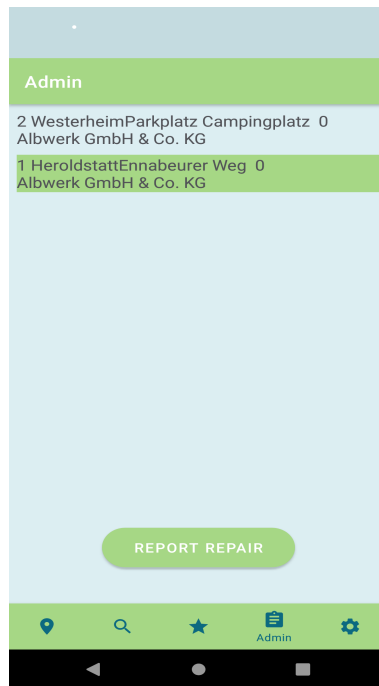 Admin
2 WesterheimParkplatz Campingplatz  0
Albwerk GmbH & Co. KG
1 HeroldstattEnnabeurer Weg  0
Albwerk GmbH & Co. KG
REPORT REPAIR
Admin